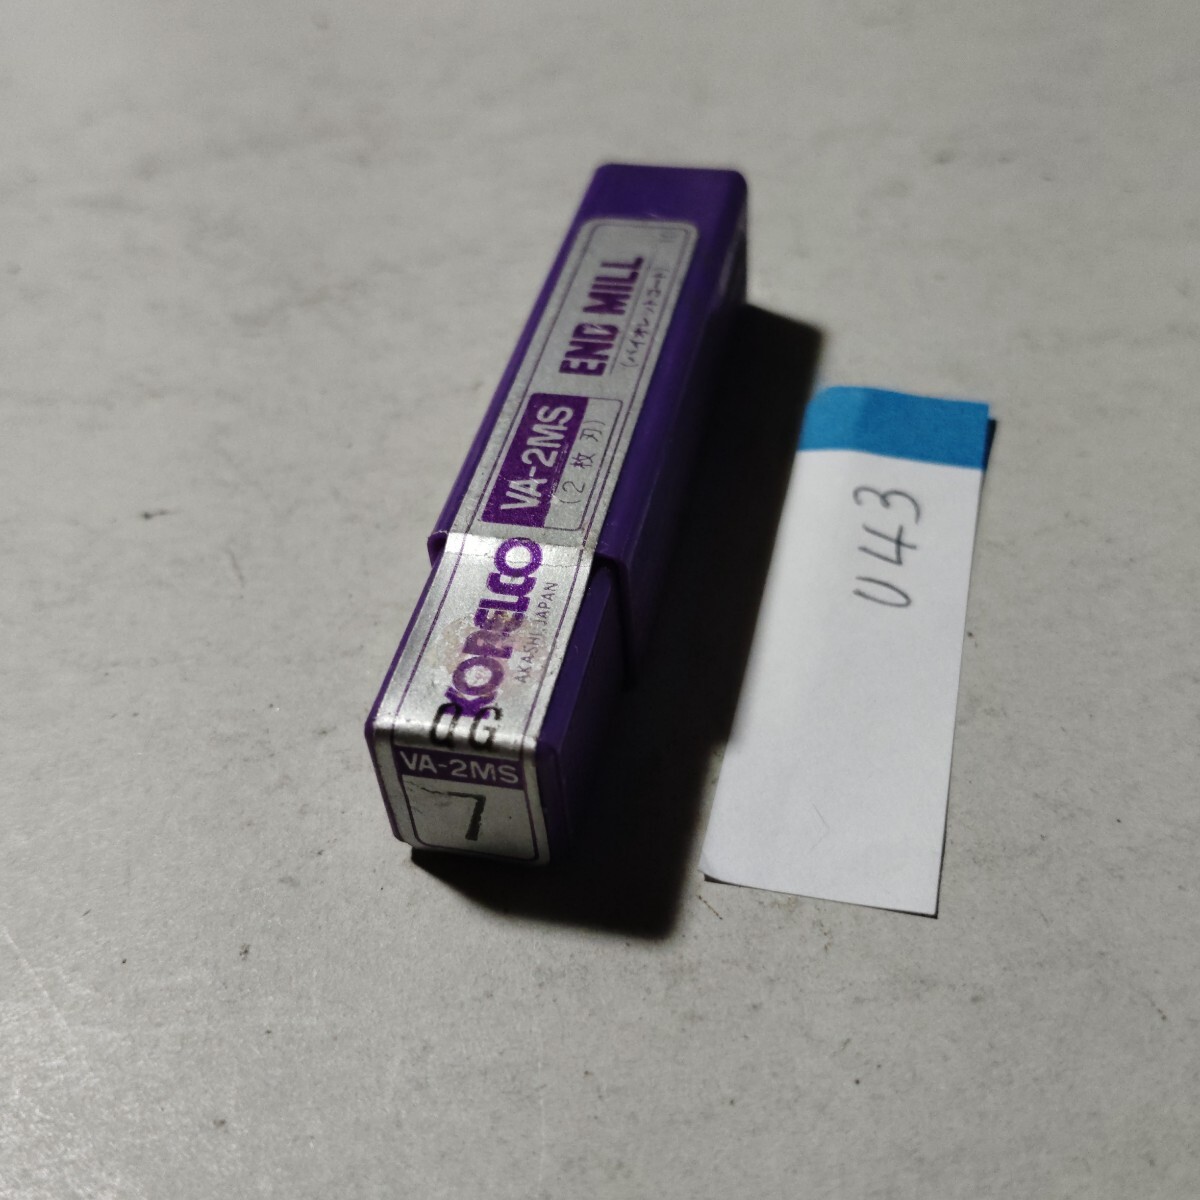 END MILL
(バイオレットコート)
VA-2MS
(2枚刃)
KOBELCO
AKASHI, JAPAN
VA-2MS
7
U43